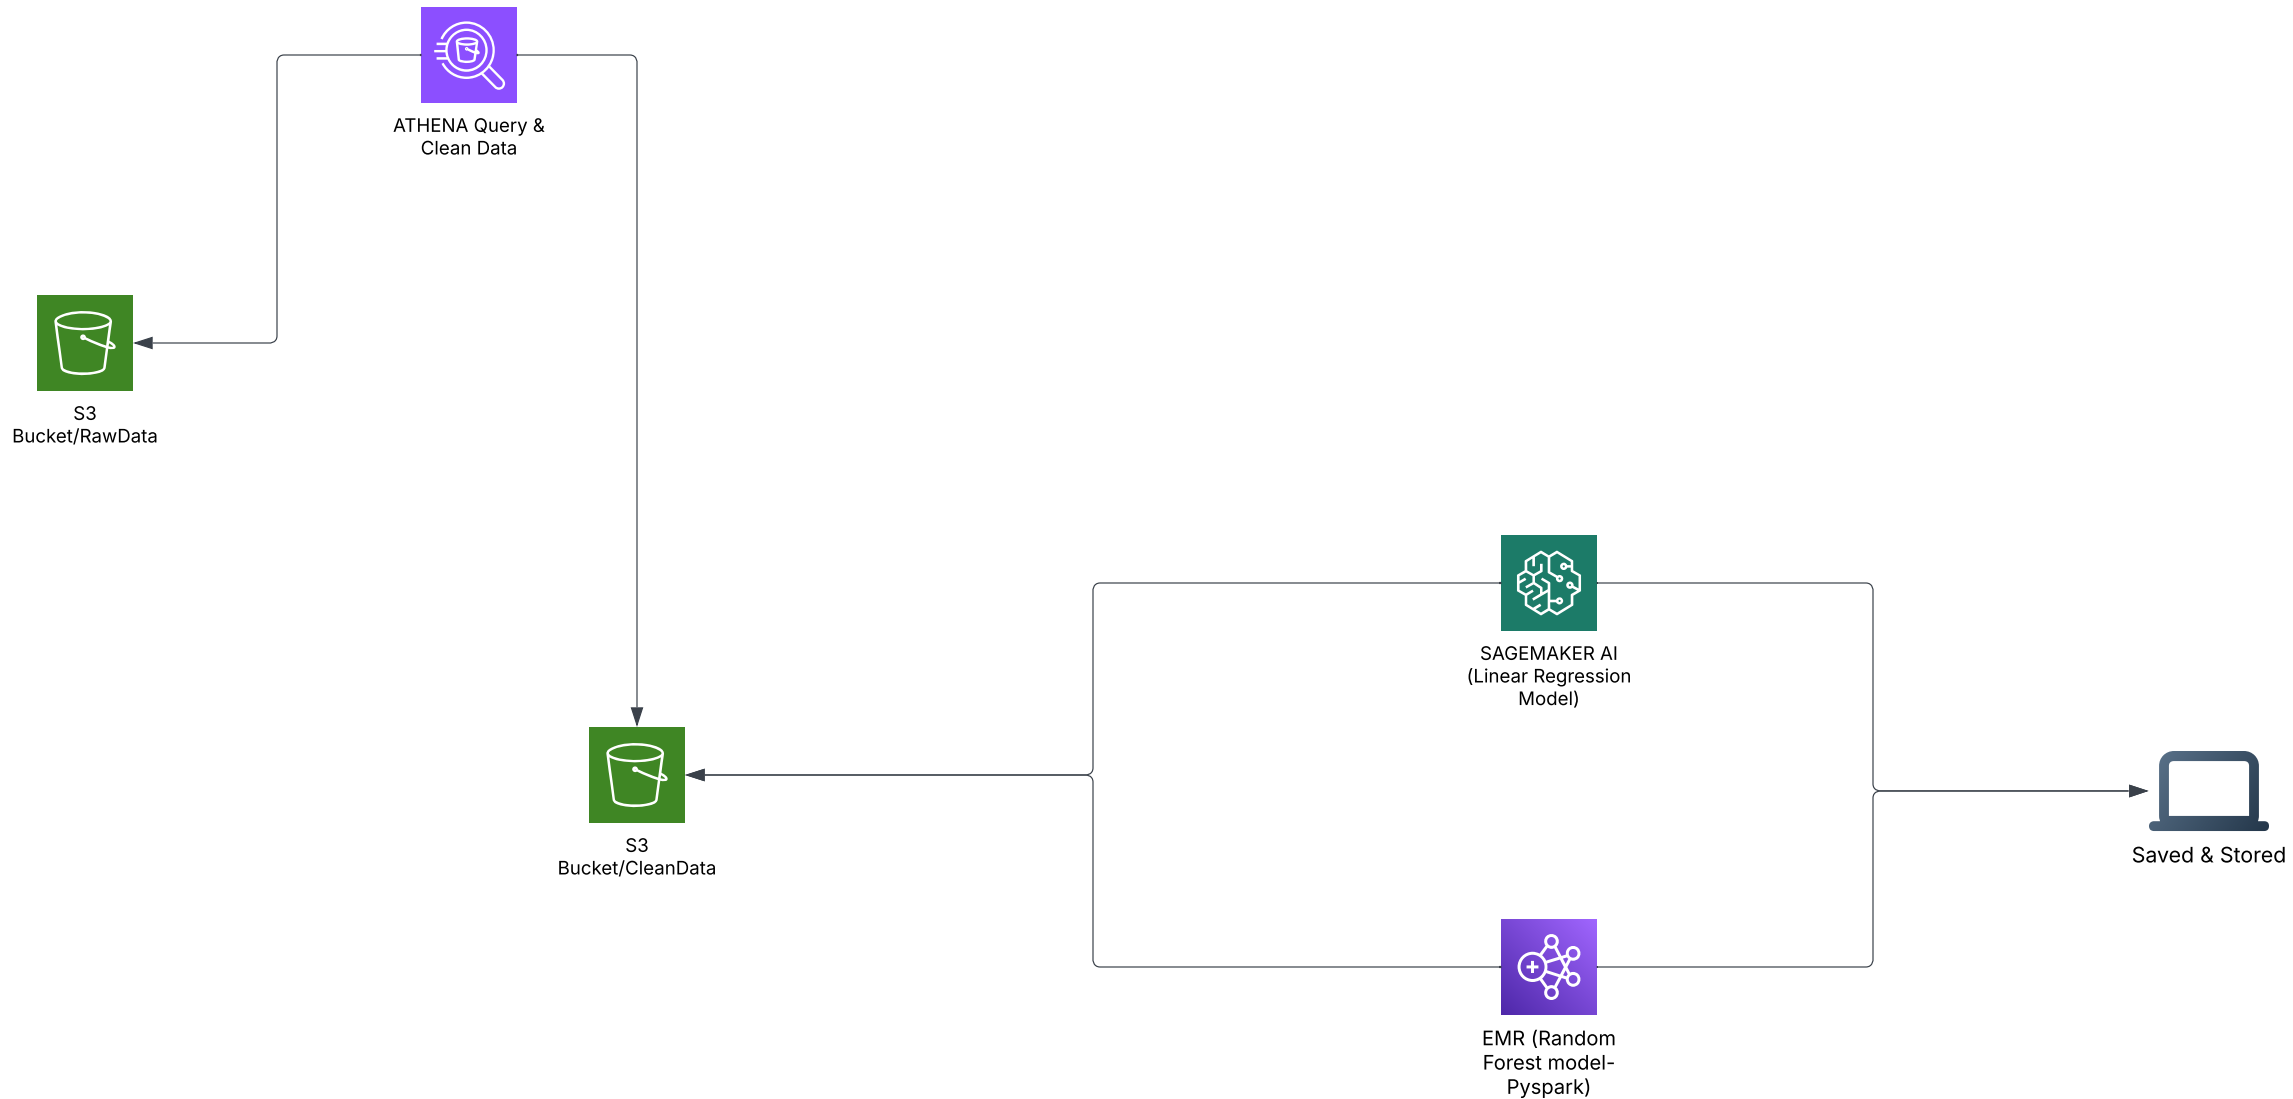 ATHENA Query &
Clean Data
S3
Bucket/RawData
SAGEMAKER AI
(Linear Regression
Model)
S3
Bucket/CleanData
Saved & Stored
EMR (Random
Forest model-
Pyspark)